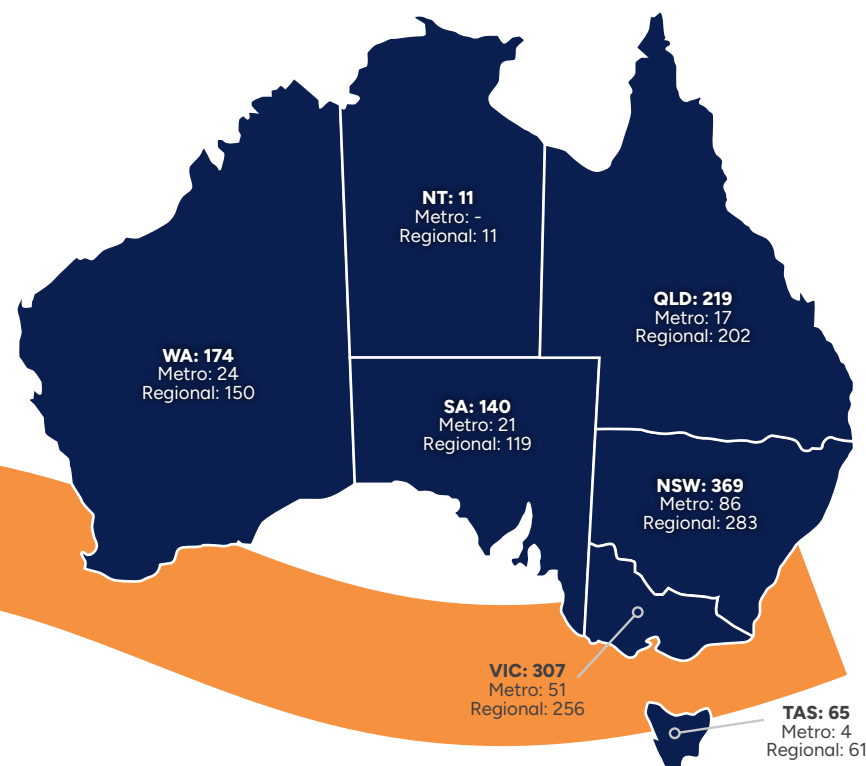 NT: 11
Metro: -
Regional: 11
QLD: 219
Metro: 17
Regional: 202
WA: 174
Metro: 24
Regional: 150
SA: 140
Metro: 21
Regional: 119
NSW: 369
Metro: 86
Regional: 283
VIC: 307
Metro: 51
Regional: 256
TAS: 65
Metro: 4
Regional: 61